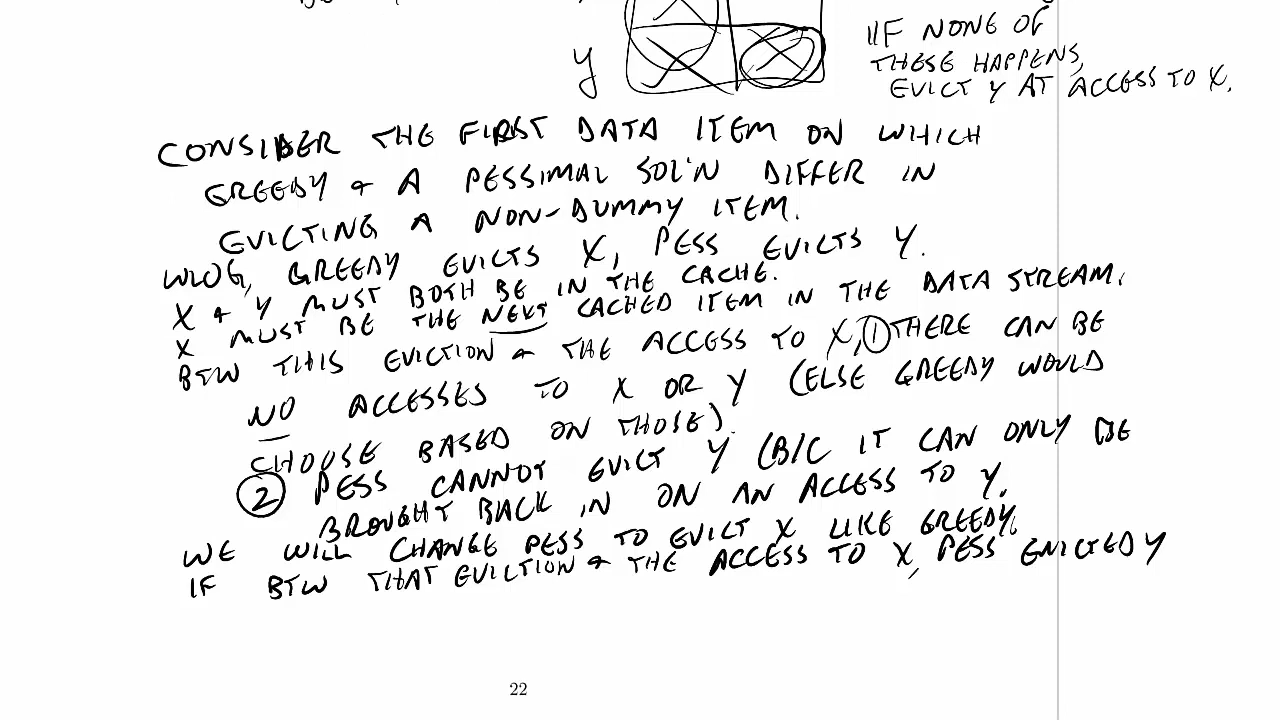 y
IF NONE OF
THESE HAPPENS,
EVICT Y AT ACCESS TO X.
CONSIDER THE FIRST DATA ITEM ON WHICH
GREEDY + A PESSIMAL SOL'N DIFFER IN
EVICTING A NON-DUMMY ITEM.
WLOG, GREEDY EVICTS X, PESS EVICTS Y.
X + Y MUST BOTH BE IN THE CACHE.
X MUST BE THE NEXT CACHED ITEM IN THE DATA STREAM.
BTW THIS EVICTION + THE ACCESS TO X, ① THERE CAN BE
NO ACCESSES TO X OR Y (ELSE GREEDY WOULD
CHOOSE BASED ON THOSE).
② PESS CANNOT EVICT Y (B/C IT CAN ONLY BE
BROUGHT BACK IN ON AN ACCESS TO Y.
WE WILL CHANGE PESS TO EVICT X LIKE GREEDY.
IF BTW THAT EVICTION + THE ACCESS TO X, PESS EVICTED Y
22